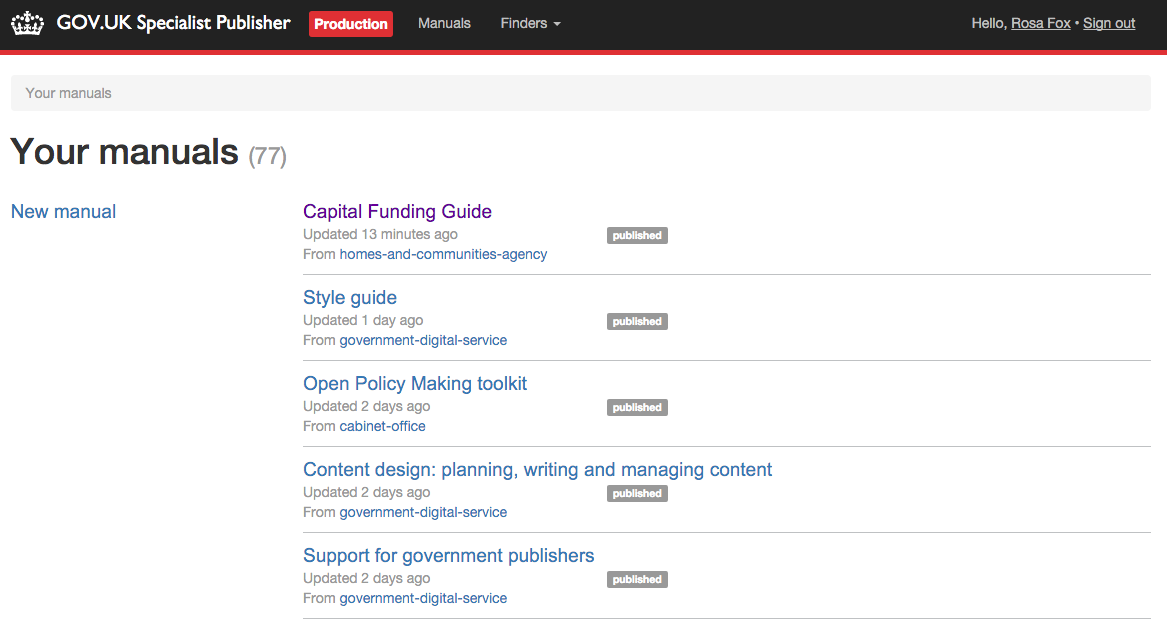 GOV.UK Specialist Publisher Production Manuals Finders Hello, Rosa Fox • Sign out
Your manuals
Your manuals (77)
New manual
Capital Funding Guide
Updated 13 minutes ago published
From homes-and-communities-agency
Style guide
Updated 1 day ago published
From government-digital-service
Open Policy Making toolkit
Updated 2 days ago published
From cabinet-office
Content design: planning, writing and managing content
Updated 2 days ago published
From government-digital-service
Support for government publishers
Updated 2 days ago published
From government-digital-service